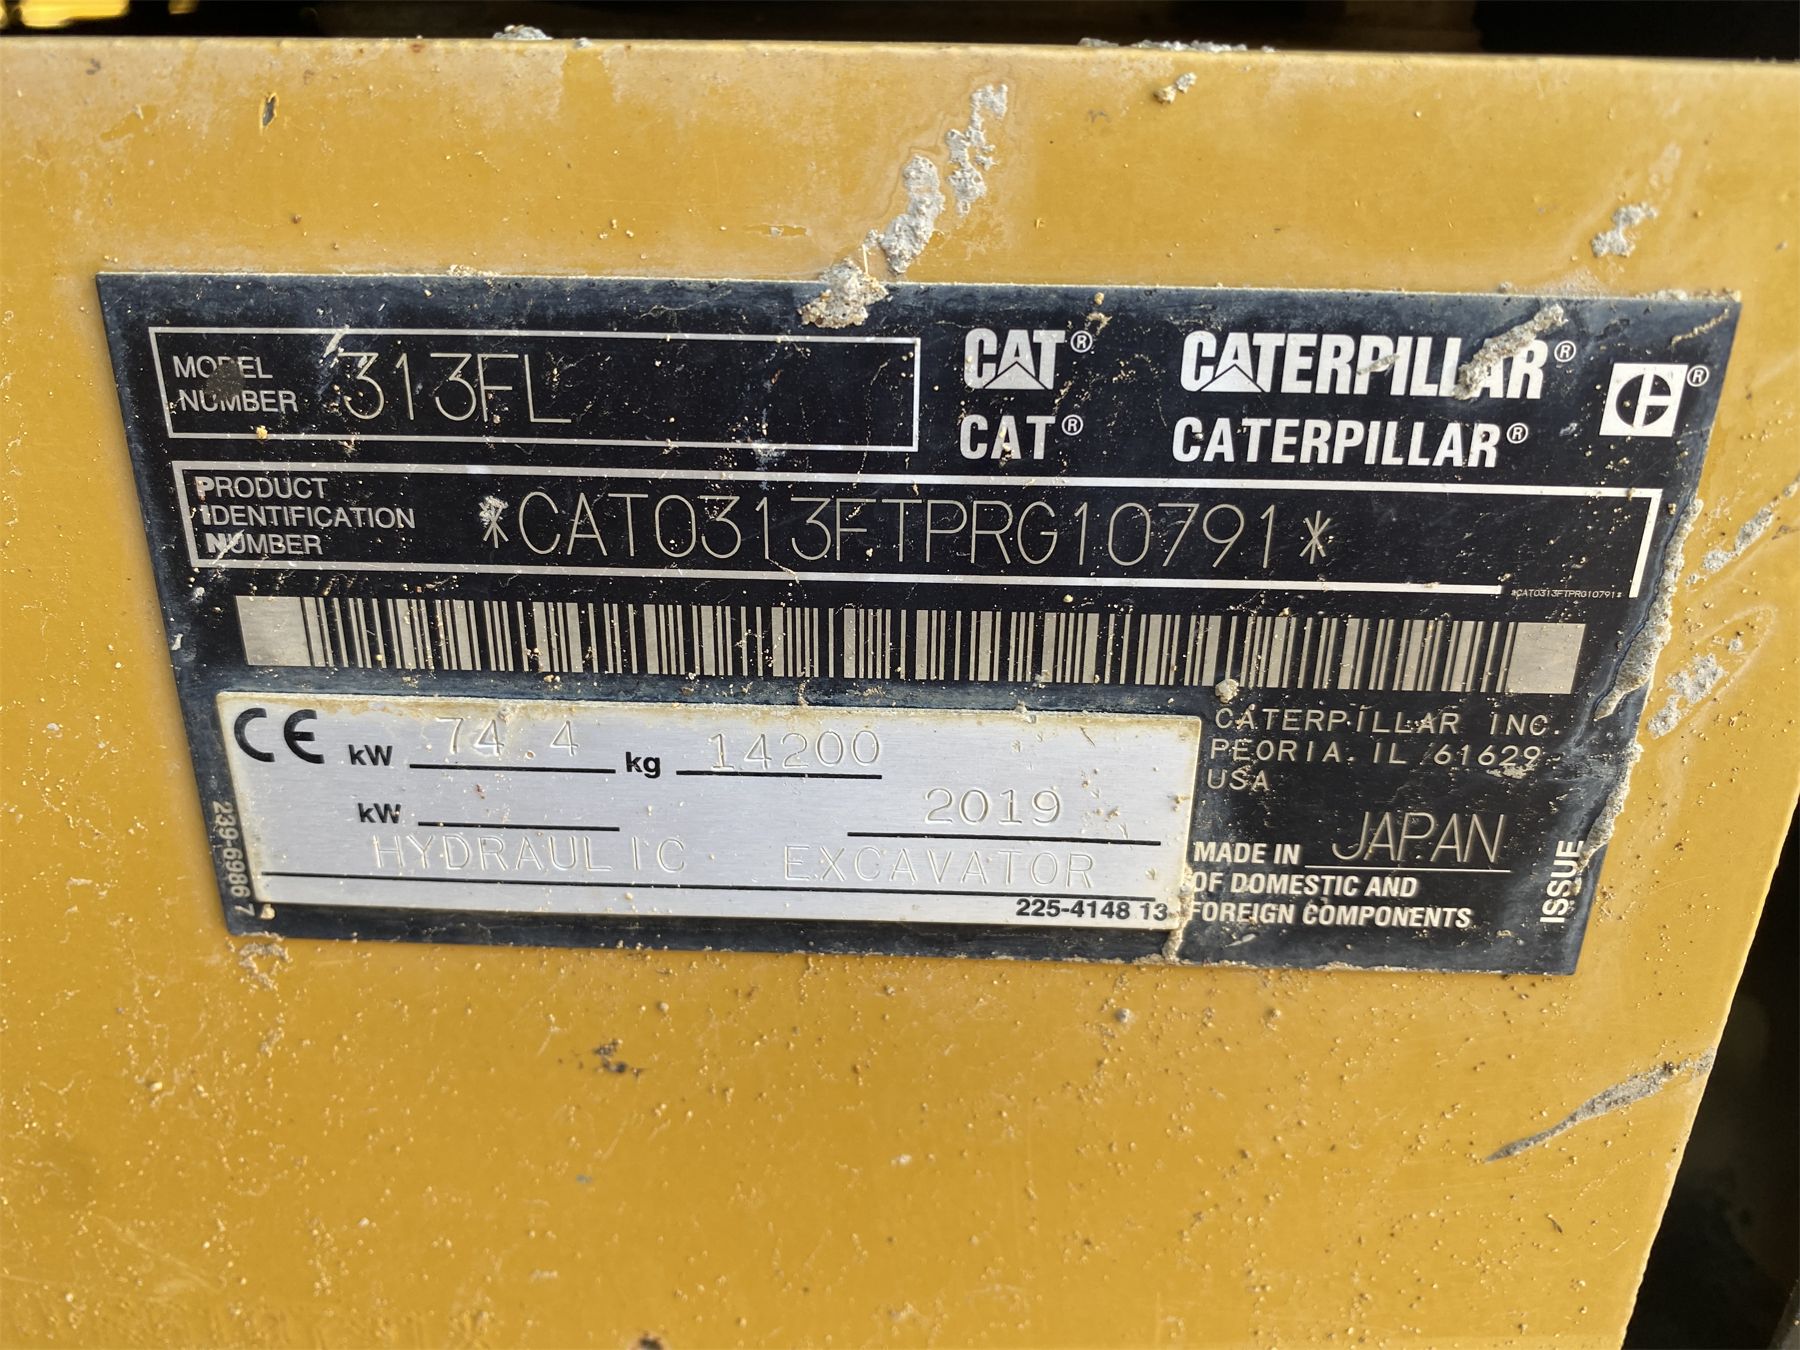 MODEL
NUMBER 313FL
CAT® CATERPILLAR® ®
CAT® CATERPILLAR®
PRODUCT
IDENTIFICATION
NUMBER *CAT0313FTPRG10791*
*CAT0313FTPRG10791*
CE kW 74.4 kg 14200
kW 2019
HYDRAULIC EXCAVATOR
225-4148 13
239-6986 7
CATERPILLAR INC.
PEORIA, IL 61629
USA
MADE IN JAPAN
OF DOMESTIC AND
FOREIGN COMPONENTS
ISSUE